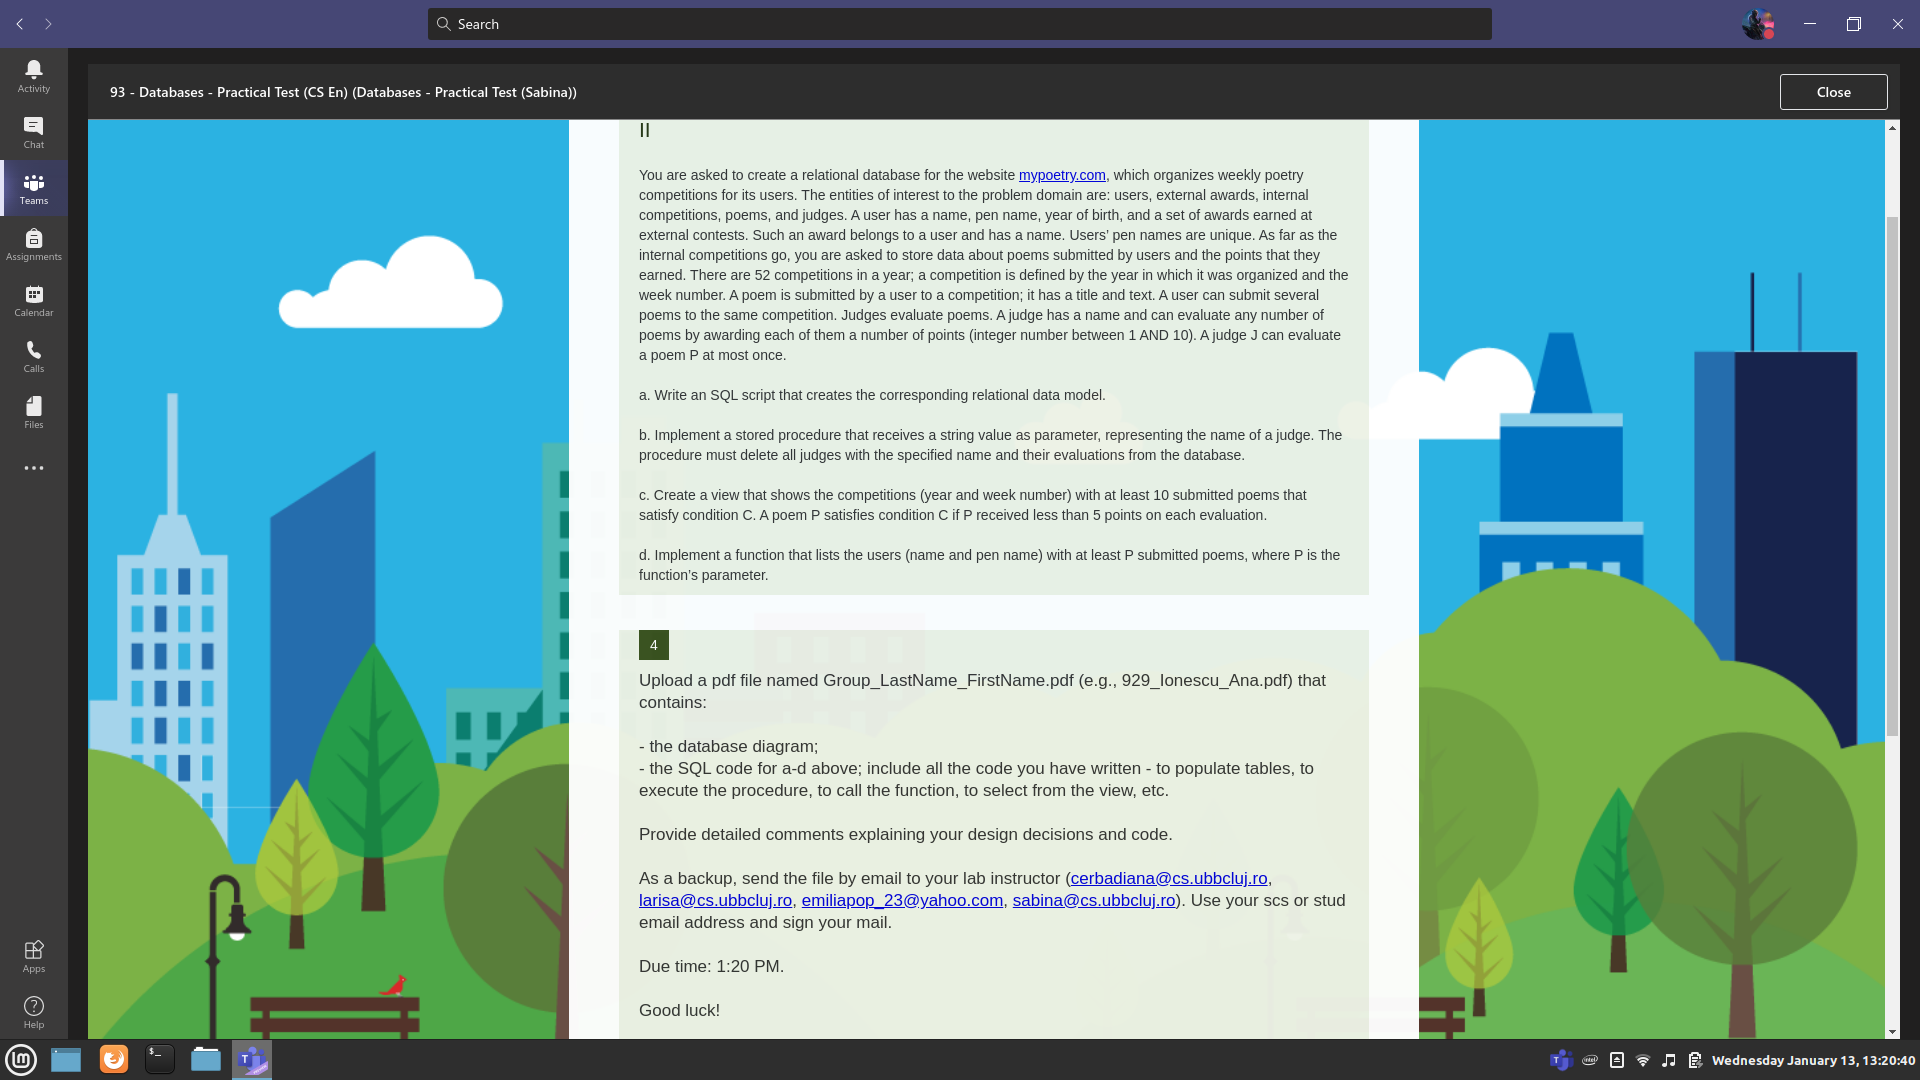 Search
Activity
Chat
Teams
Assignments
Calendar
Calls
Files
Apps
Help
93 - Databases - Practical Test (CS En) (Databases - Practical Test (Sabina))
Close
II
You are asked to create a relational database for the website mypoetry.com, which organizes weekly poetry
competitions for its users. The entities of interest to the problem domain are: users, external awards, internal
competitions, poems, and judges. A user has a name, pen name, year of birth, and a set of awards earned at
external contests. Such an award belongs to a user and has a name. Users' pen names are unique. As far as the
internal competitions go, you are asked to store data about poems submitted by users and the points that they
earned. There are 52 competitions in a year; a competition is defined by the year in which it was organized and the
week number. A poem is submitted by a user to a competition; it has a title and text. A user can submit several
poems to the same competition. Judges evaluate poems. A judge has a name and can evaluate any number of
poems by awarding each of them a number of points (integer number between 1 AND 10). A judge J can evaluate
a poem P at most once.
a. Write an SQL script that creates the corresponding relational data model.
b. Implement a stored procedure that receives a string value as parameter, representing the name of a judge. The
procedure must delete all judges with the specified name and their evaluations from the database.
c. Create a view that shows the competitions (year and week number) with at least 10 submitted poems that
satisfy condition C. A poem P satisfies condition C if P received less than 5 points on each evaluation.
d. Implement a function that lists the users (name and pen name) with at least P submitted poems, where P is the
function's parameter.
4
Upload a pdf file named Group_LastName_FirstName.pdf (e.g., 929_Ionescu_Ana.pdf) that
contains:
- the database diagram;
- the SQL code for a-d above; include all the code you have written - to populate tables, to
execute the procedure, to call the function, to select from the view, etc.
Provide detailed comments explaining your design decisions and code.
As a backup, send the file by email to your lab instructor (cerbadiana@cs.ubbcluj.ro,
larisa@cs.ubbcluj.ro, emiliapop_23@yahoo.com, sabina@cs.ubbcluj.ro). Use your scs or stud
email address and sign your mail.
Due time: 1:20 PM.
Good luck!
Wednesday January 13, 13:20:40